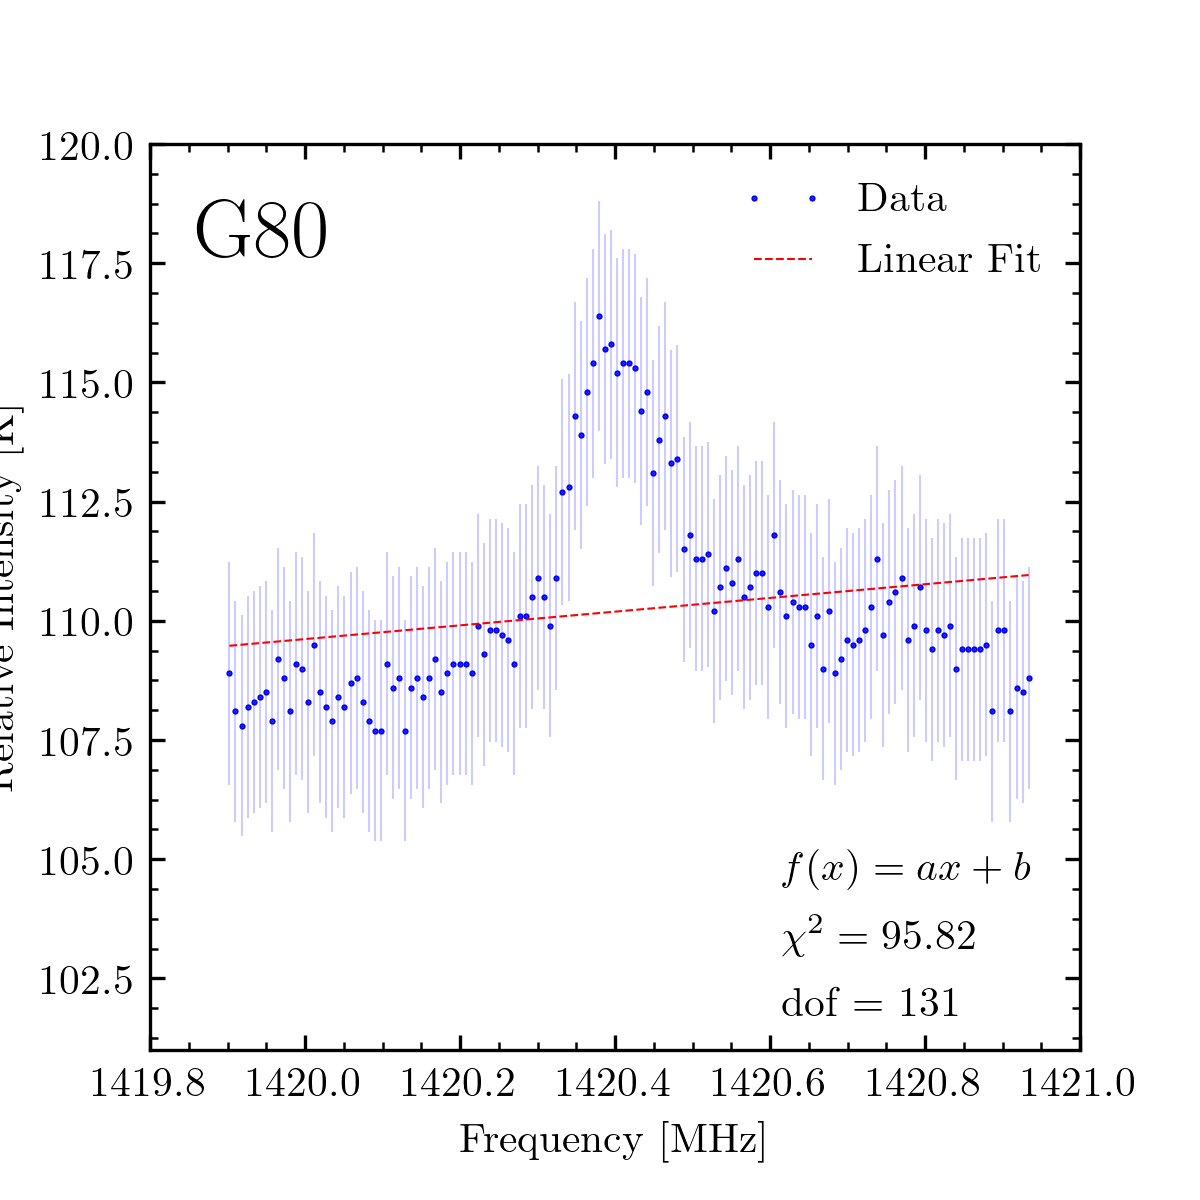 G80
Data
Linear Fit
120.0
117.5
115.0
112.5
110.0
107.5
105.0
102.5
Relative Intensity [K]
f(x) = ax + b
χ² = 95.82
dof = 131
1419.8 1420.0 1420.2 1420.4 1420.6 1420.8 1421.0
Frequency [MHz]